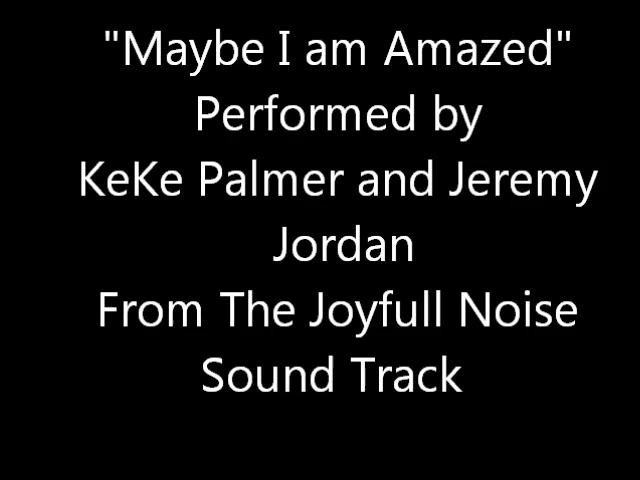 "Maybe I am Amazed"
Performed by
KeKe Palmer and Jeremy
Jordan
From The Joyfull Noise
Sound Track